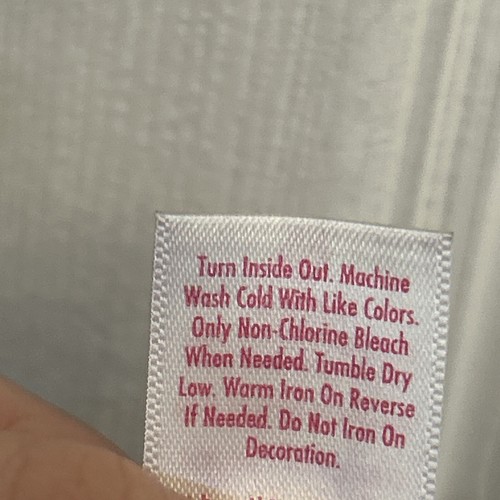 Turn Inside Out. Machine
Wash Cold With Like Colors.
Only Non-Chlorine Bleach
When Needed. Tumble Dry
Low. Warm Iron On Reverse
If Needed. Do Not Iron On
Decoration.